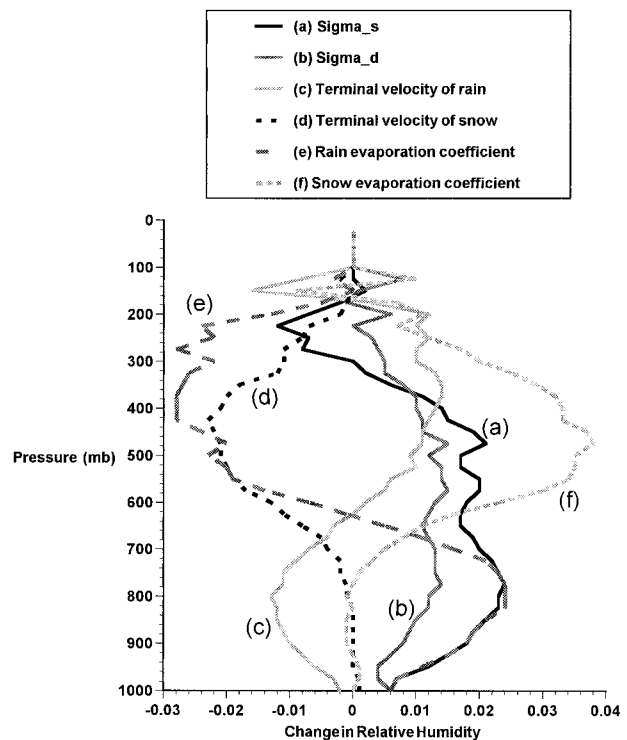 (a) Sigma_s
(b) Sigma_d
(c) Terminal velocity of rain
(d) Terminal velocity of snow
(e) Rain evaporation coefficient
(f) Snow evaporation coefficient
0
100
200
300
400
500
600
700
800
900
1000
Pressure (mb)
(e)
(d)
(a)
(f)
(b)
(c)
-0.03
-0.02
-0.01
0
0.01
0.02
0.03
0.04
Change in Relative Humidity